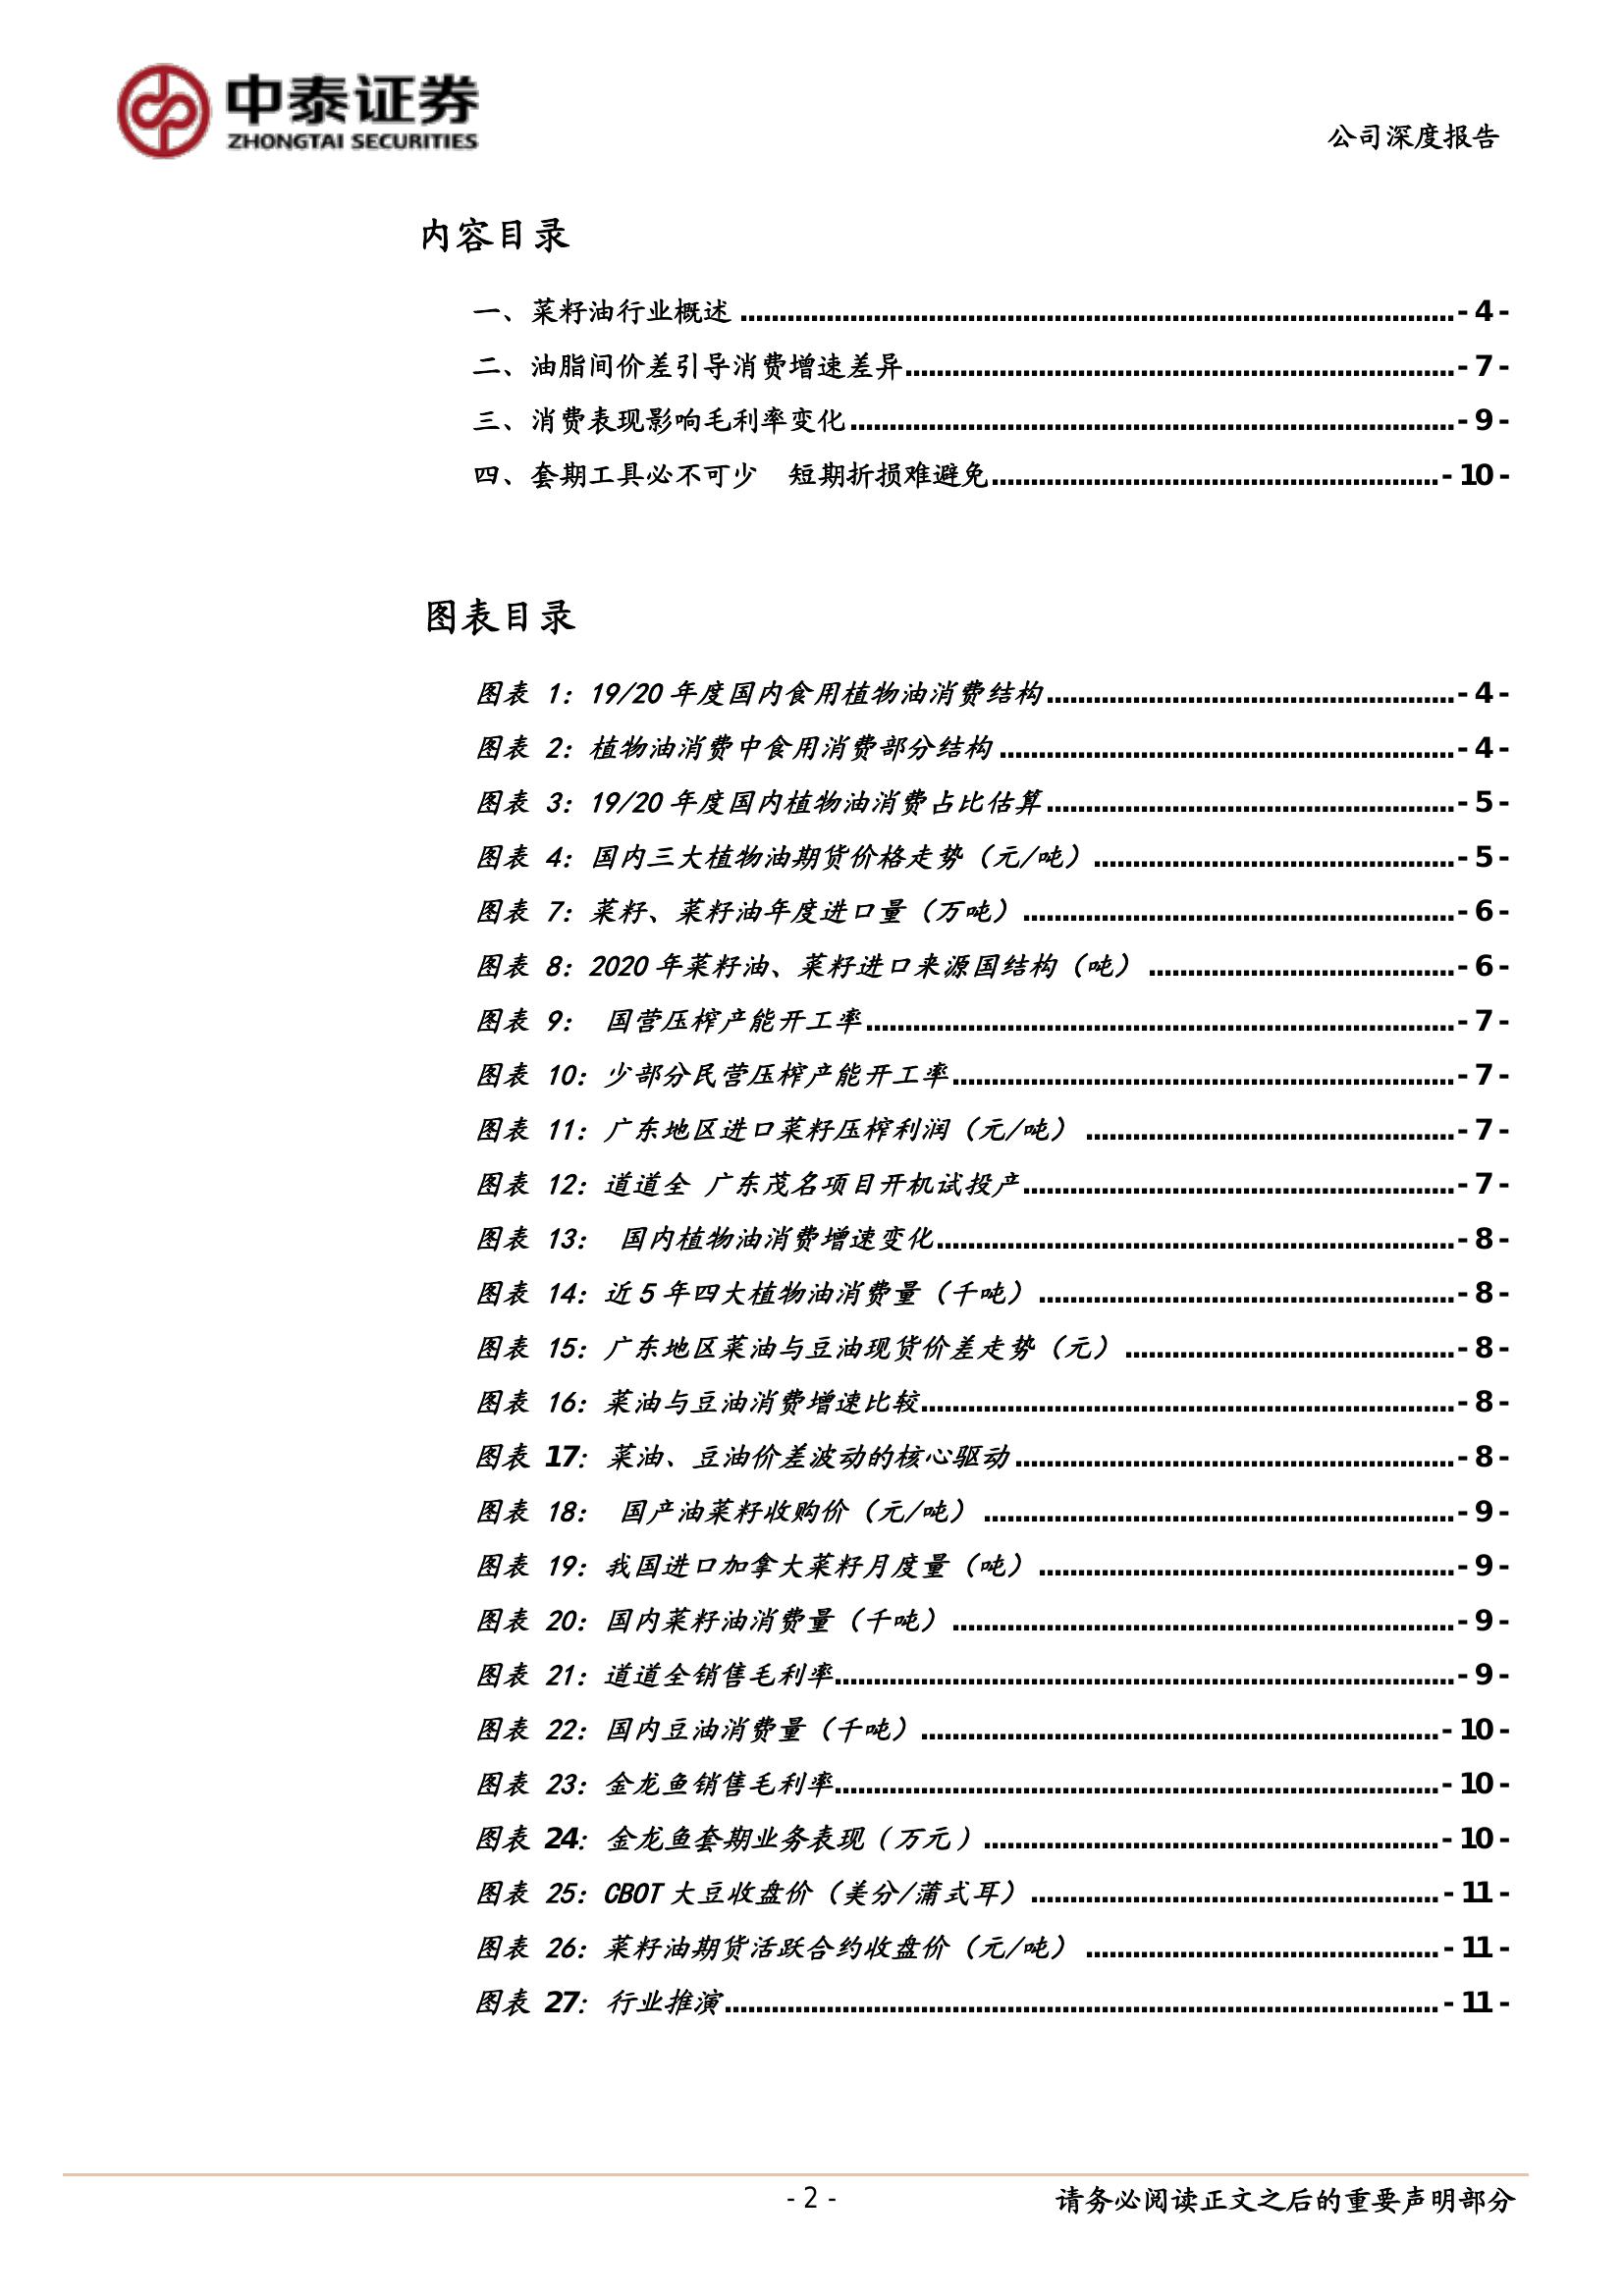 中泰证券
ZHONGTAI SECURITIES
公司深度报告
内容目录
一、菜籽油行业概述 - 4 -
二、油脂间价差引导消费增速差异 - 7 -
三、消费表现影响毛利率变化 - 9 -
四、套期工具必不可少　短期折损难避免 - 10 -
图表目录
图表 1：19/20 年度国内食用植物油消费结构 - 4 -
图表 2：植物油消费中食用消费部分结构 - 4 -
图表 3：19/20 年度国内植物油消费占比估算 - 5 -
图表 4：国内三大植物油期货价格走势（元/吨） - 5 -
图表 7：菜籽、菜籽油年度进口量（万吨） - 6 -
图表 8：2020 年菜籽油、菜籽进口来源国结构（吨） - 6 -
图表 9： 国营压榨产能开工率 - 7 -
图表 10：少部分民营压榨产能开工率 - 7 -
图表 11：广东地区进口菜籽压榨利润（元/吨） - 7 -
图表 12：道道全 广东茂名项目开机试投产 - 7 -
图表 13： 国内植物油消费增速变化 - 8 -
图表 14：近 5 年四大植物油消费量（千吨） - 8 -
图表 15：广东地区菜油与豆油现货价差走势（元） - 8 -
图表 16：菜油与豆油消费增速比较 - 8 -
图表 17：菜油、豆油价差波动的核心驱动 - 8 -
图表 18： 国产油菜籽收购价（元/吨） - 9 -
图表 19：我国进口加拿大菜籽月度量（吨） - 9 -
图表 20：国内菜籽油消费量（千吨） - 9 -
图表 21：道道全销售毛利率 - 9 -
图表 22：国内豆油消费量（千吨） - 10 -
图表 23：金龙鱼销售毛利率 - 10 -
图表 24：金龙鱼套期业务表现（万元） - 10 -
图表 25：CBOT 大豆收盘价（美分/蒲式耳） - 11 -
图表 26：菜籽油期货活跃合约收盘价（元/吨） - 11 -
图表 27：行业推演 - 11 -
- 2 -
请务必阅读正文之后的重要声明部分